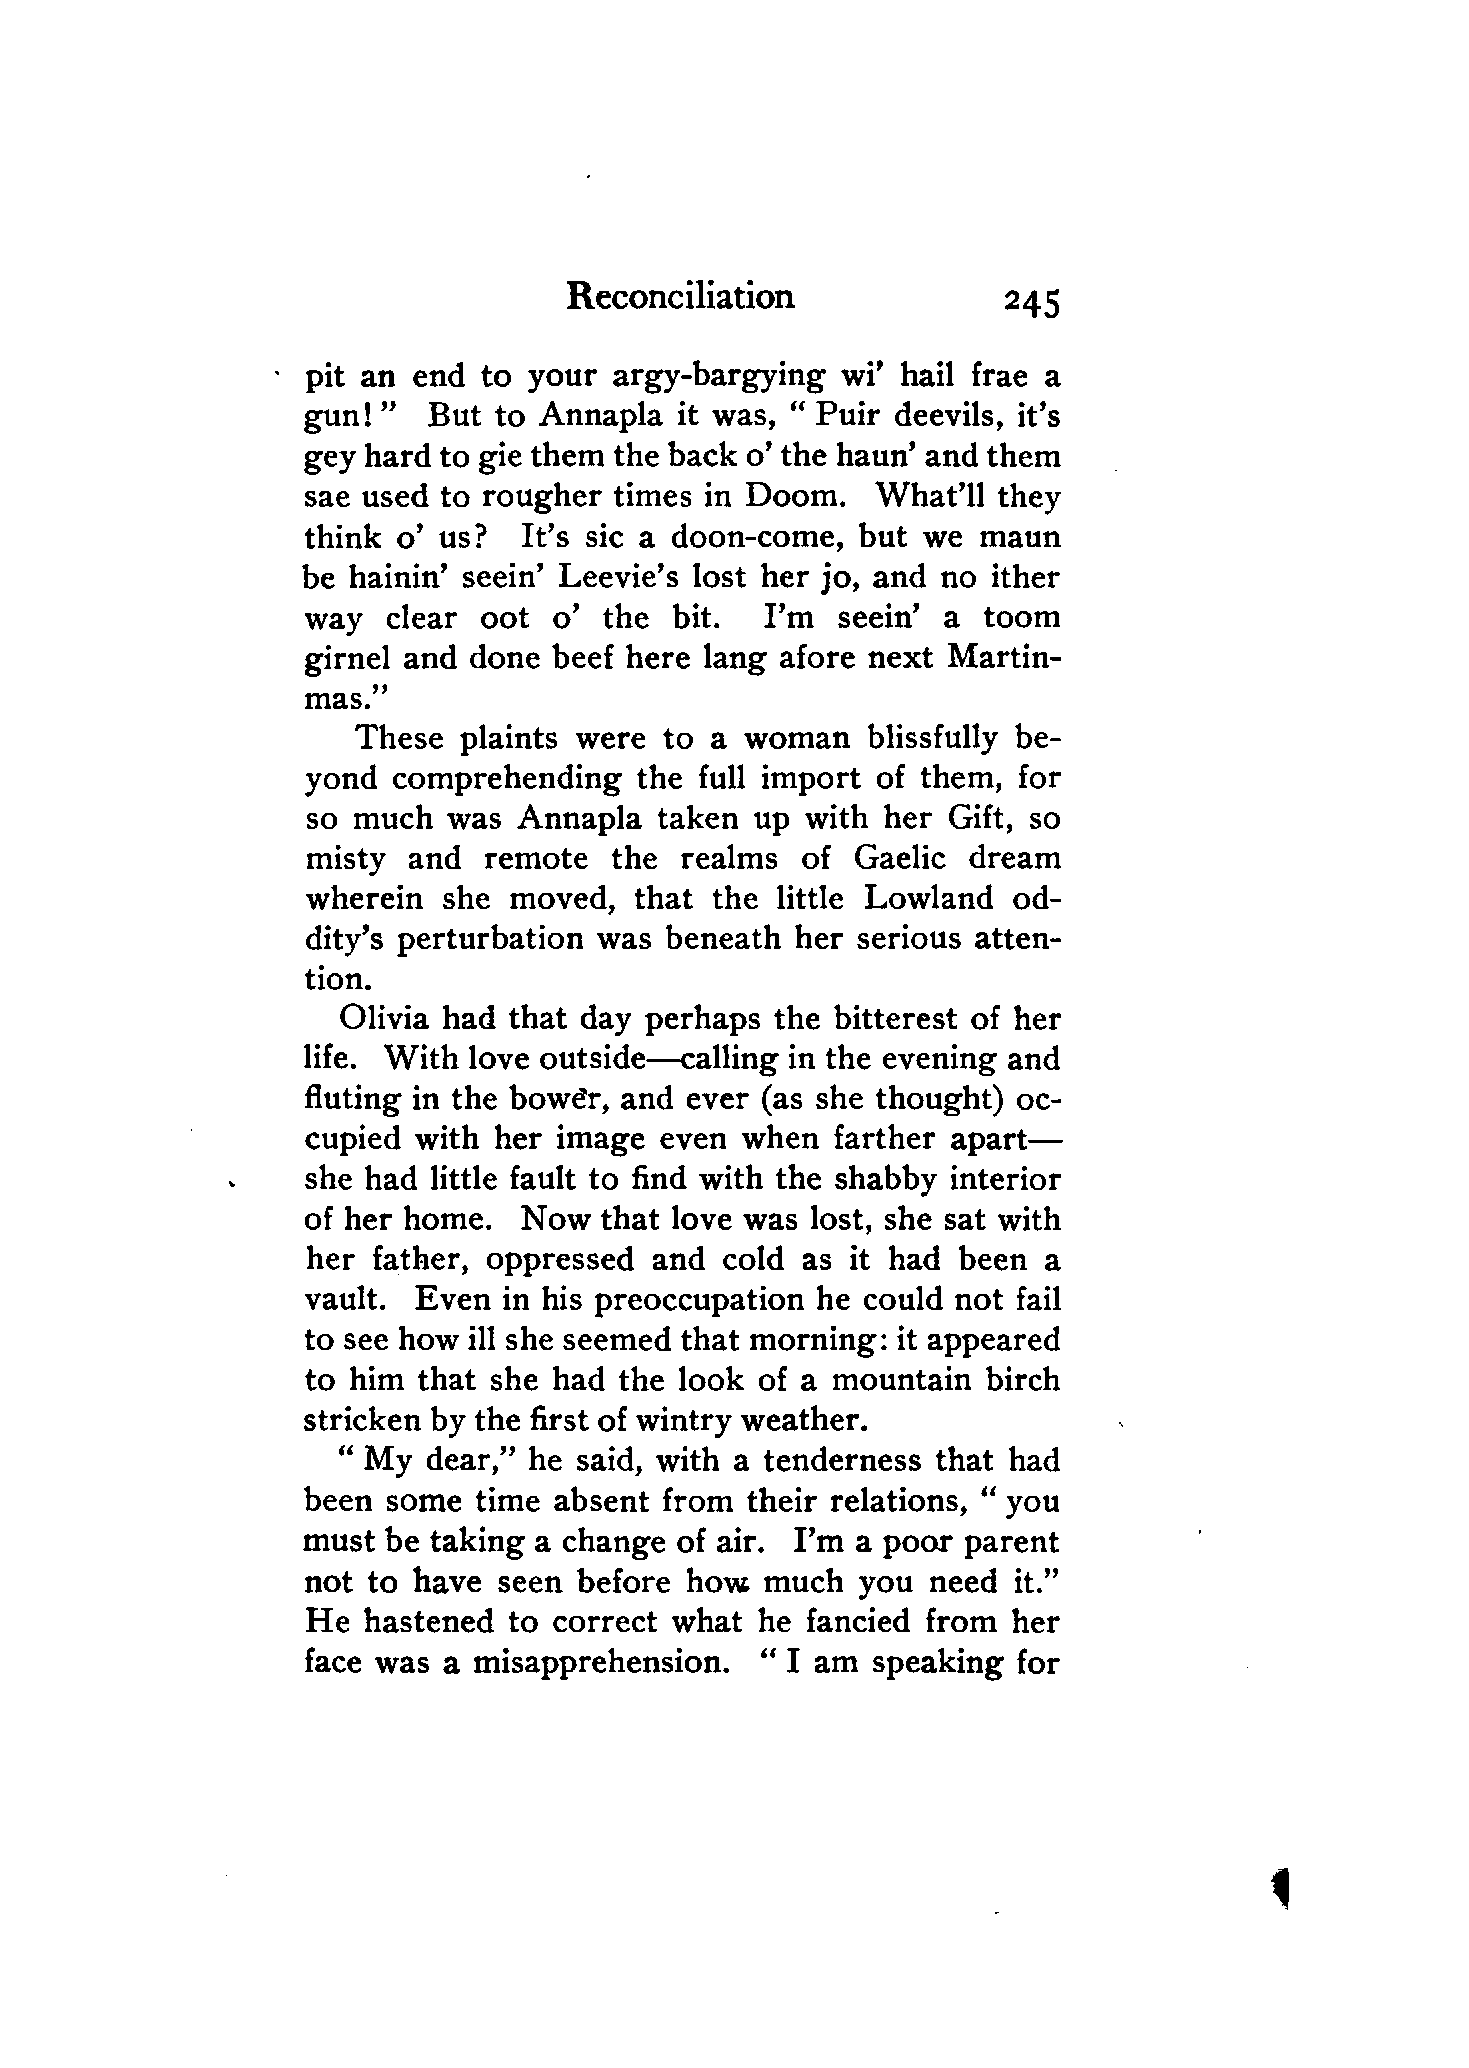 Reconciliation 245
pit an end to your argy-bargying wi' hail frae a
gun!" But to Annapla it was, "Puir deevils, it's
gey hard to gie them the back o' the haun' and them
sae used to rougher times in Doom. What'll they
think o' us? It's sic a doon-come, but we maun
be hainin' seein' Leevie's lost her jo, and no ither
way clear oot o' the bit. I'm seein' a toom
girnel and done beef here lang afore next Martin-
mas."
These plaints were to a woman blissfully be-
yond comprehending the full import of them, for
so much was Annapla taken up with her Gift, so
misty and remote the realms of Gaelic dream
wherein she moved, that the little Lowland od-
dity's perturbation was beneath her serious atten-
tion.
Olivia had that day perhaps the bitterest of her
life. With love outside—calling in the evening and
fluting in the bower, and ever (as she thought) oc-
cupied with her image even when farther apart—
she had little fault to find with the shabby interior
of her home. Now that love was lost, she sat with
her father, oppressed and cold as it had been a
vault. Even in his preoccupation he could not fail
to see how ill she seemed that morning: it appeared
to him that she had the look of a mountain birch
stricken by the first of wintry weather.
"My dear," he said, with a tenderness that had
been some time absent from their relations, "you
must be taking a change of air. I'm a poor parent
not to have seen before how much you need it."
He hastened to correct what he fancied from her
face was a misapprehension. "I am speaking for